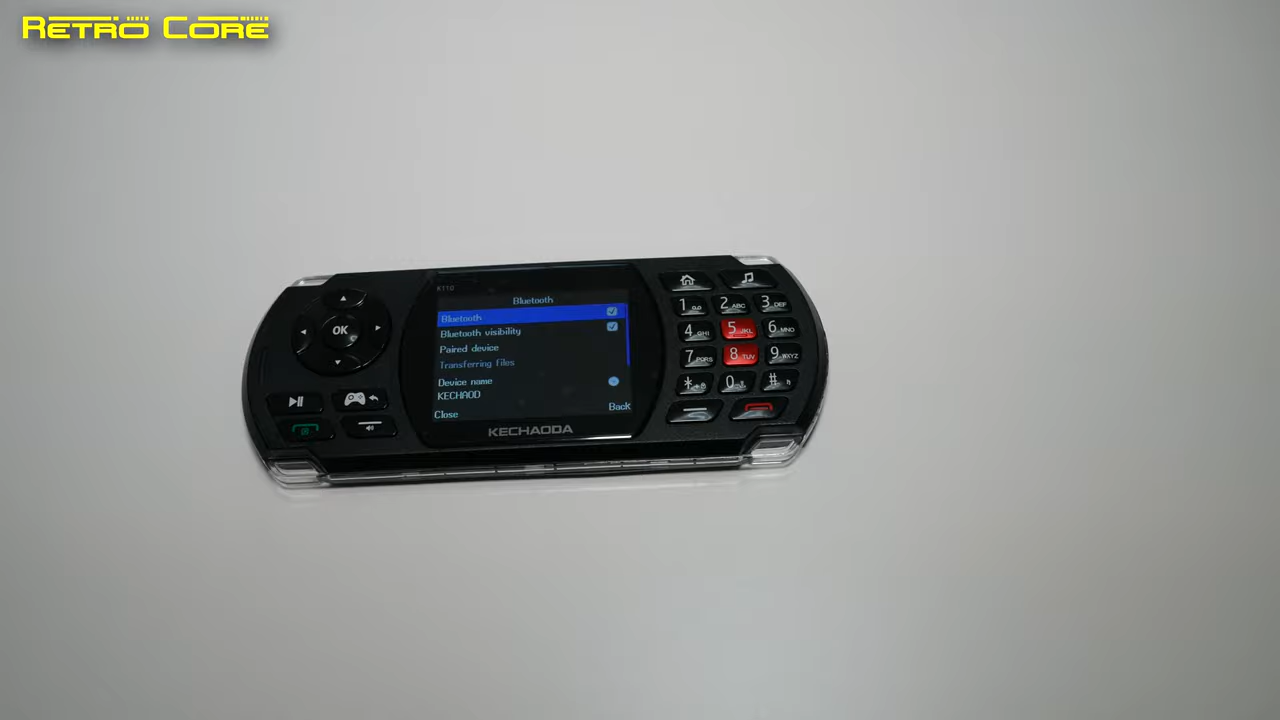 RETRO CORE
K110
Bluetooth
Bluetooth
Bluetooth visibility
Paired device
Transferring files
Device name
KECHAOD
Close
Back
KECHAODA
OK
1
2 ABC
3 DEF
4 GHI
5 JKL
6 MNO
7 PQRS
8 TUV
9 WXYZ
*
0
#